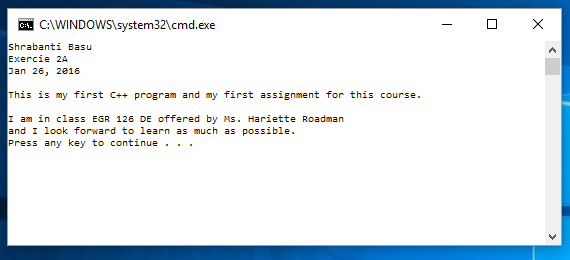 C:\WINDOWS\system32\cmd.exe
Shrabanti Basu
Exercie 2A
Jan 26, 2016
This is my first C++ program and my first assignment for this course.
I am in class EGR 126 DE offered by Ms. Hariette Roadman
and I look forward to learn as much as possible.
Press any key to continue . . .